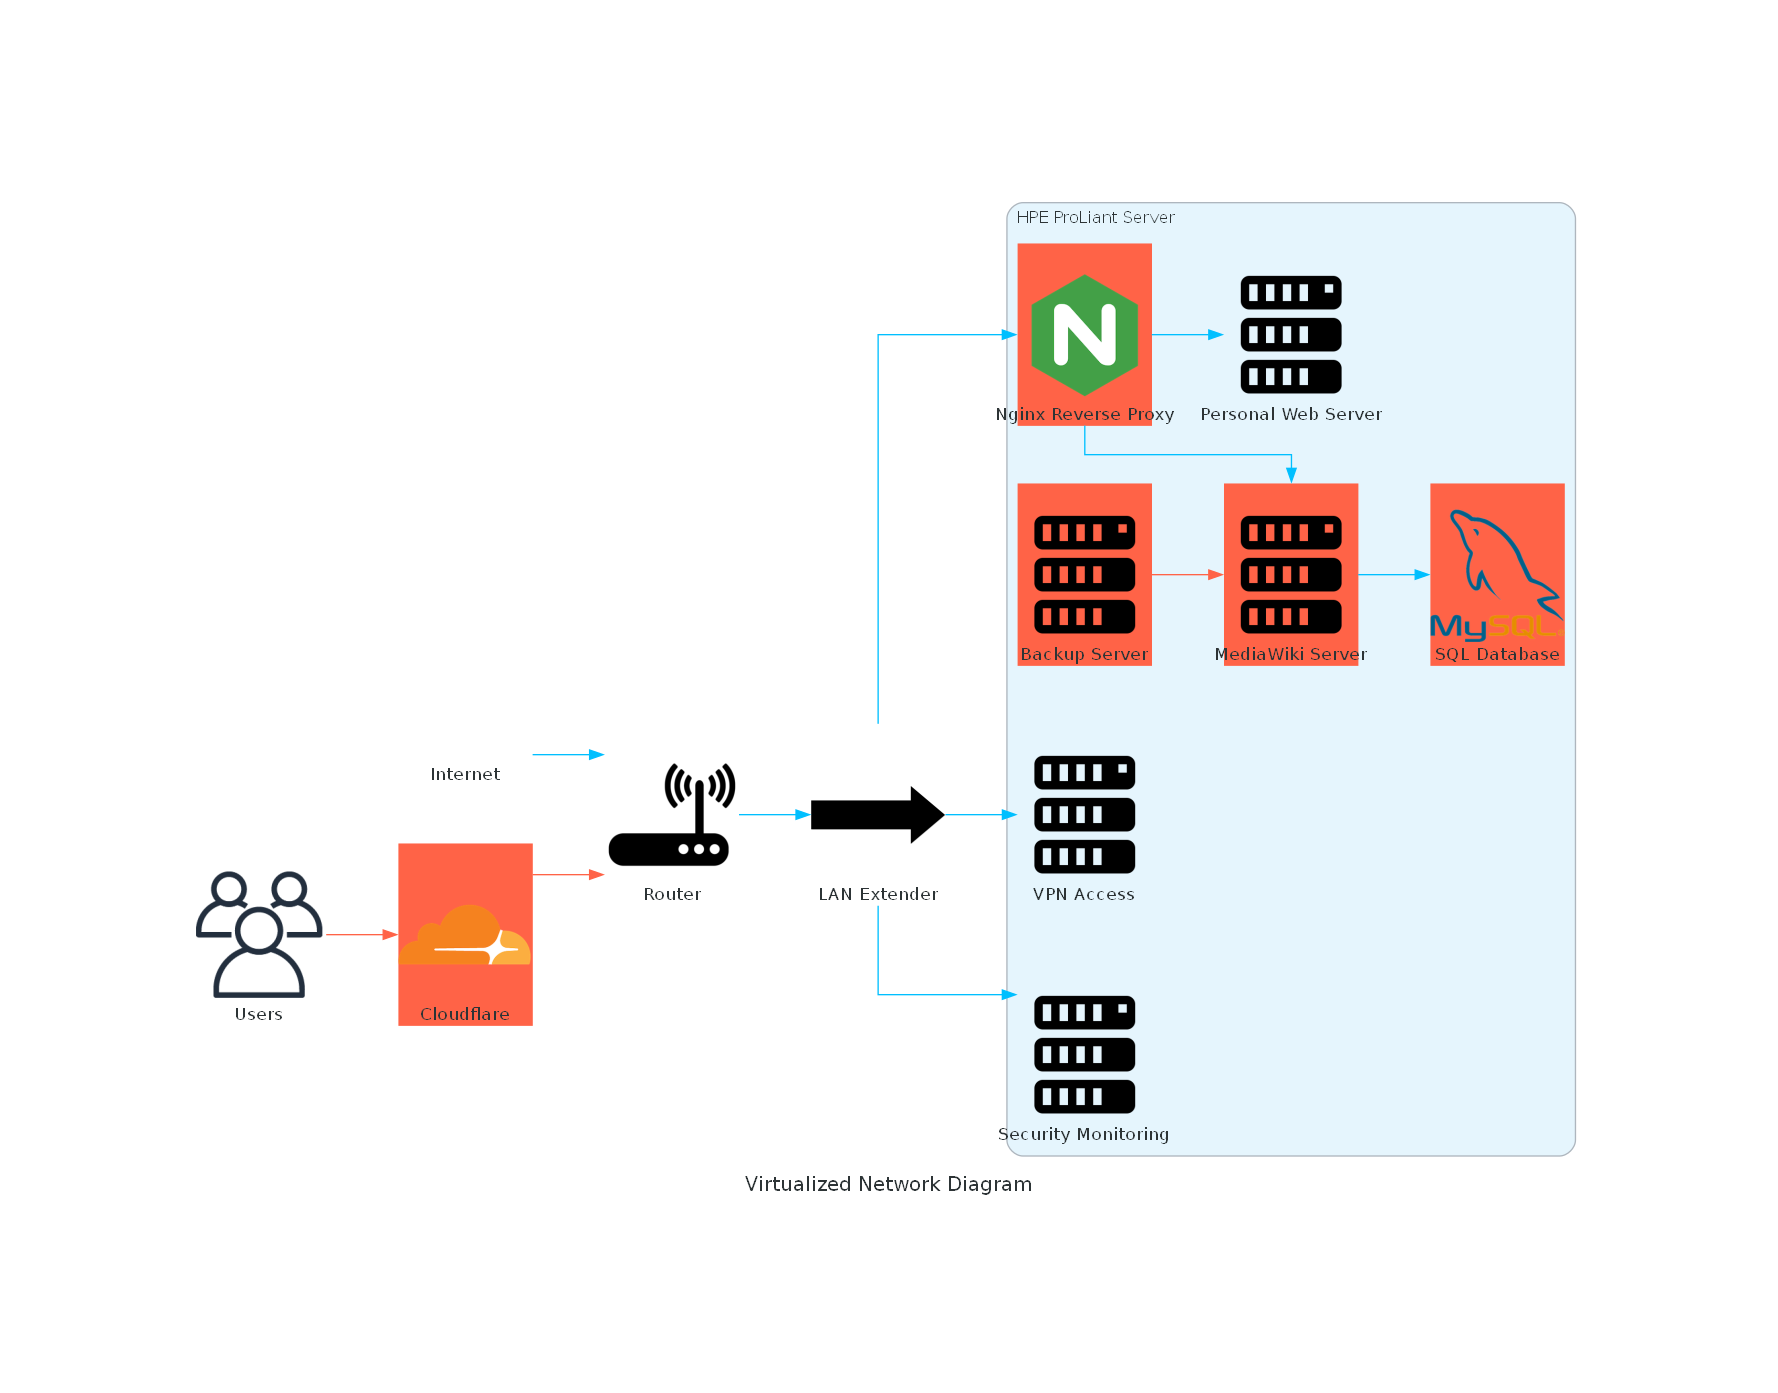 HPE ProLiant Server
N
Nginx Reverse Proxy
Personal Web Server
MySQL
Backup Server
MediaWiki Server
SQL Database
Internet
Router
LAN Extender
VPN Access
Users
Cloudflare
Security Monitoring
Virtualized Network Diagram